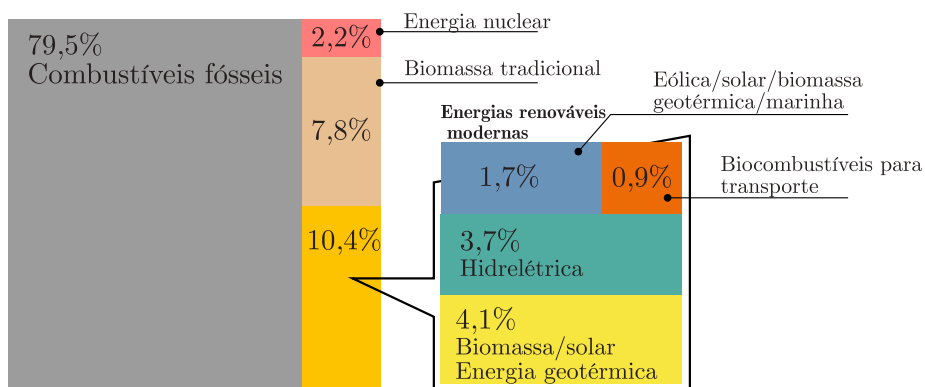 79,5%
Combustíveis fósseis
2,2%
Energia nuclear
Biomassa tradicional
7,8%
10,4%
Energias renováveis
modernas
Eólica/solar/biomassa
geotérmica/marinha
1,7%
0,9%
Biocombustíveis para
transporte
3,7%
Hidrelétrica
4,1%
Biomassa/solar
Energia geotérmica